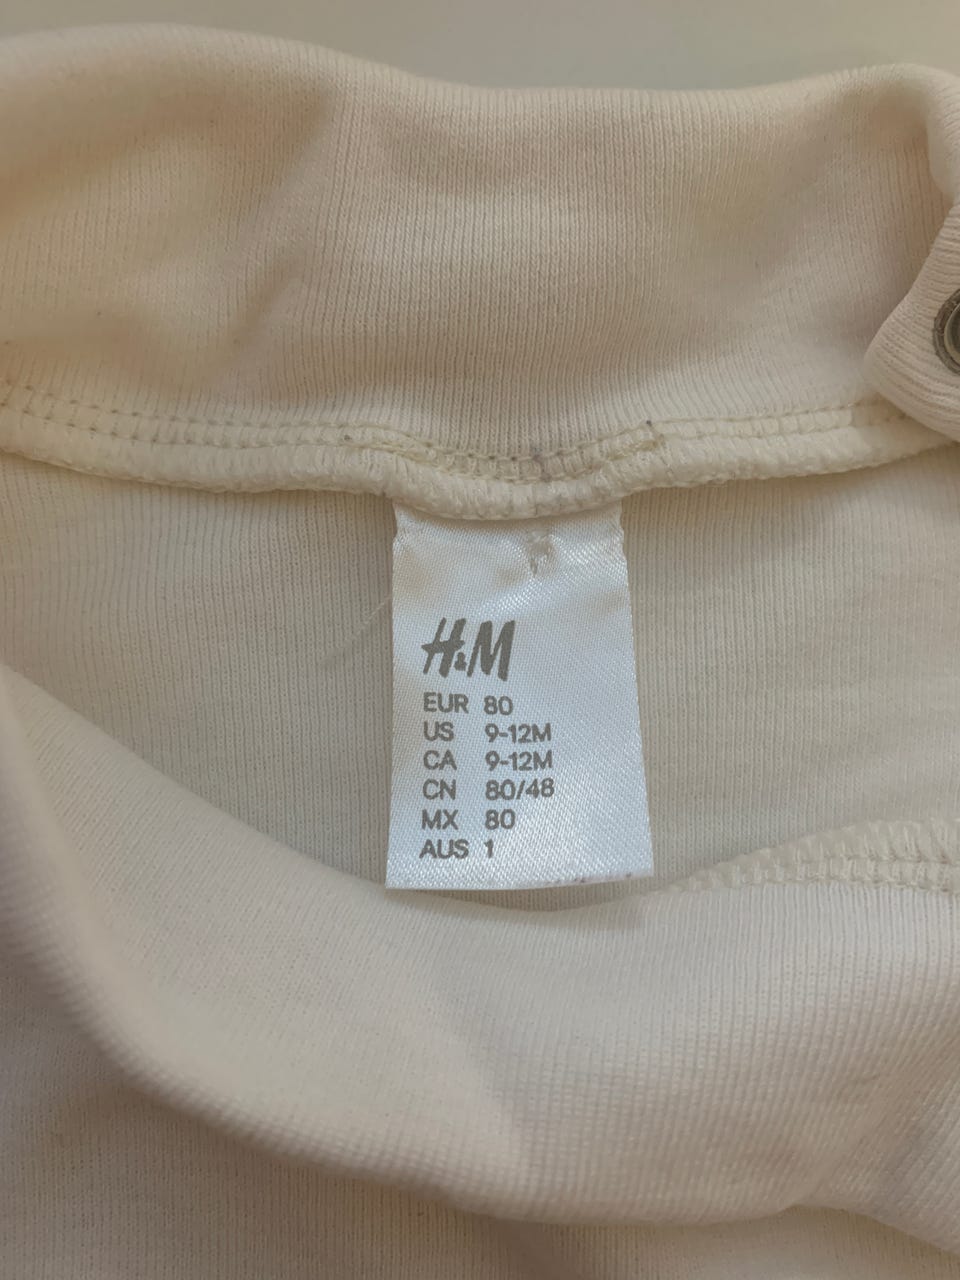 H&M
EUR 80
US 9-12M
CA 9-12M
CN 80/48
MX 80
AUS 1